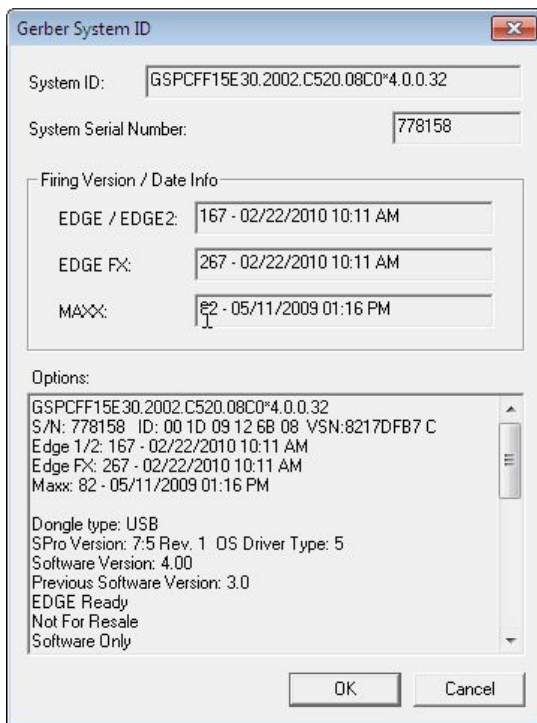 Gerber System ID
System ID: GSPCFF15E30.2002.C520.08C0*4.0.0.32
System Serial Number: 778158
Firing Version / Date Info
EDGE / EDGE2: 167 - 02/22/2010 10:11 AM
EDGE FX: 267 - 02/22/2010 10:11 AM
MAXX: 82 - 05/11/2009 01:16 PM
Options:
GSPCFF15E30.2002.C520.08C0*4.0.0.32
S/N: 778158 ID: 00 1D 09 12 6B 08 VSN:8217DFB7 C
Edge 1/2: 167 - 02/22/2010 10:11 AM
Edge FX: 267 - 02/22/2010 10:11 AM
Maxx: 82 - 05/11/2009 01:16 PM
Dongle type: USB
SPro Version: 7:5 Rev. 1 OS Driver Type: 5
Software Version: 4.00
Previous Software Version: 3.0
EDGE Ready
Not For Resale
Software Only
OK Cancel